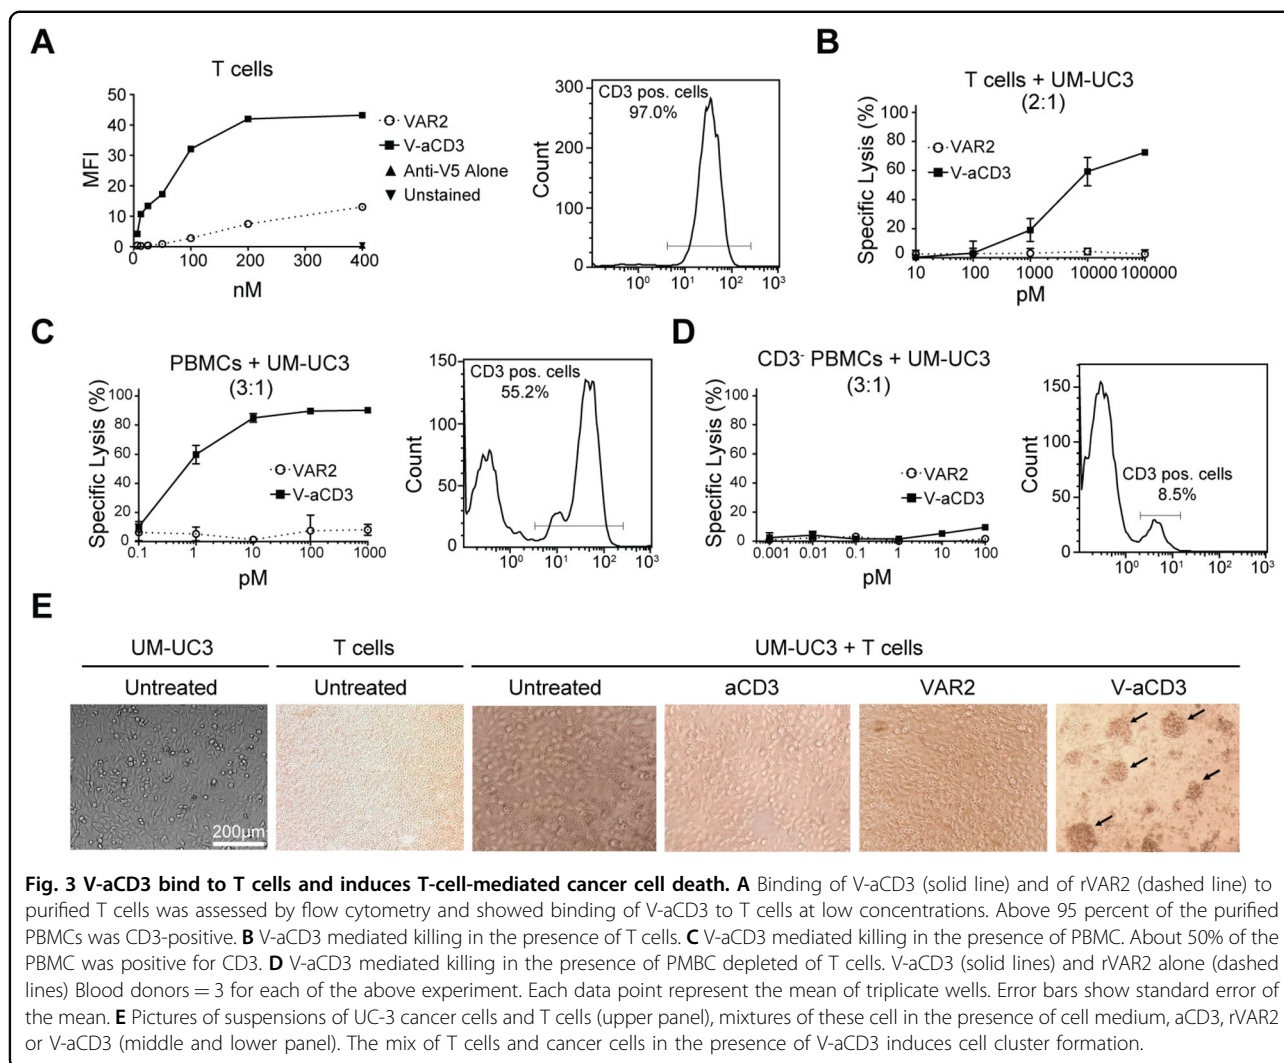 A
T cells
MFI
50
40
30
20
10
0
0
100
200
300
400
nM
VAR2
V-aCD3
Anti-V5 Alone
Unstained
CD3 pos. cells
97.0%
Count
300
200
100
0
10⁰
10¹
10²
10³
B
T cells + UM-UC3
(2:1)
Specific Lysis (%)
100
80
60
40
20
0
10
100
1000
10000
100000
pM
VAR2
V-aCD3
C
PBMCs + UM-UC3
(3:1)
Specific Lysis (%)
100
80
60
40
20
0
0.1
1
10
100
1000
pM
VAR2
V-aCD3
CD3 pos. cells
55.2%
Count
150
100
50
0
10⁰
10¹
10²
10³
D
CD3⁻ PBMCs + UM-UC3
(3:1)
Specific Lysis (%)
100
80
60
40
20
0
0.001
0.01
0.1
1
10
100
pM
VAR2
V-aCD3
CD3 pos. cells
8.5%
Count
150
100
50
0
10⁰
10¹
10²
10³
E
UM-UC3
T cells
UM-UC3 + T cells
Untreated
Untreated
Untreated
aCD3
VAR2
V-aCD3
200µm
Fig. 3 V-aCD3 bind to T cells and induces T-cell-mediated cancer cell death. A Binding of V-aCD3 (solid line) and of rVAR2 (dashed line) to
purified T cells was assessed by flow cytometry and showed binding of V-aCD3 to T cells at low concentrations. Above 95 percent of the purified
PBMCs was CD3-positive. B V-aCD3 mediated killing in the presence of T cells. C V-aCD3 mediated killing in the presence of PBMC. About 50% of the
PBMC was positive for CD3. D V-aCD3 mediated killing in the presence of PMBC depleted of T cells. V-aCD3 (solid lines) and rVAR2 alone (dashed
lines) Blood donors = 3 for each of the above experiment. Each data point represent the mean of triplicate wells. Error bars show standard error of
the mean. E Pictures of suspensions of UC-3 cancer cells and T cells (upper panel), mixtures of these cell in the presence of cell medium, aCD3, rVAR2
or V-aCD3 (middle and lower panel). The mix of T cells and cancer cells in the presence of V-aCD3 induces cell cluster formation.